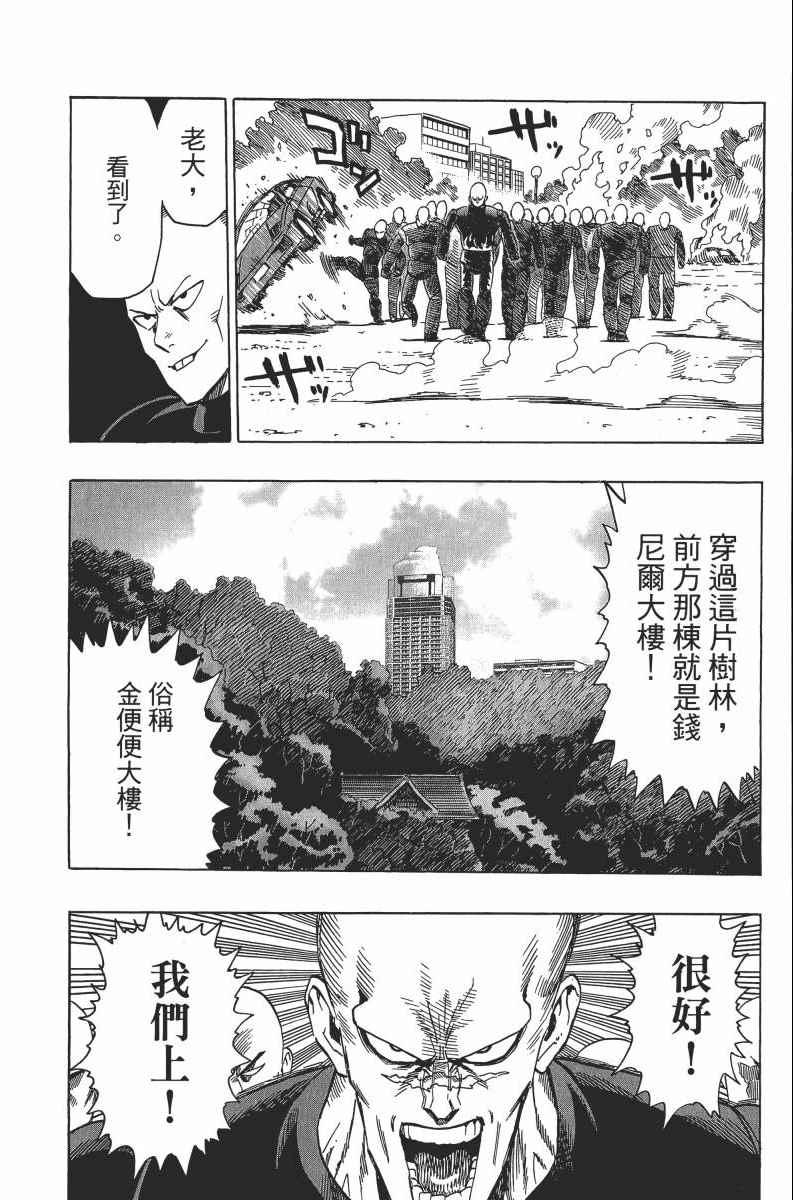 ゴッ
ザッ
ザッ
ザッ
老大，
看到了。
穿過這片樹林，
前方那棟就是錢
尼爾大樓！
俗稱
金便便大樓！
很好！
我們上！